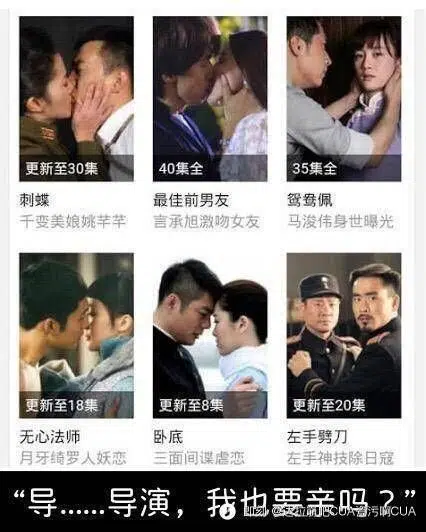 更新至30集
40集全
35集全
刺蝶
最佳前男友
鸳鸯佩
千变美娘姚芊芊
言承旭激吻女友
马浚伟身世曝光
更新至18集
更新至8集
更新至20集
无心法师
卧底
左手劈刀
月牙绮罗人妖恋
三面间谍虐恋
左手神技除日寇
“导……导演，我也要亲吗？”